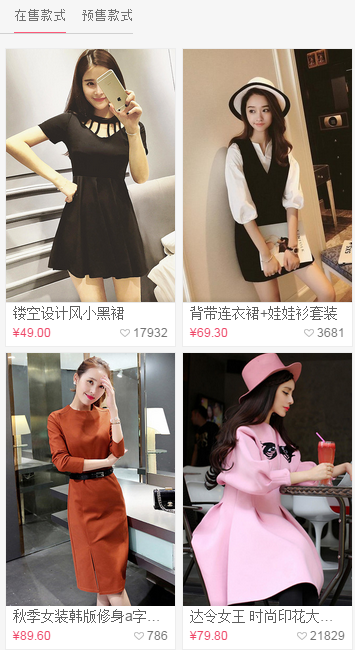 在售款式 预售款式
镂空设计风小黑裙
¥49.00 17932
背带连衣裙+娃娃衫套装
¥69.30 3681
秋季女装韩版修身a字…
¥89.60 786
达令女王 时尚印花大…
¥79.80 21829